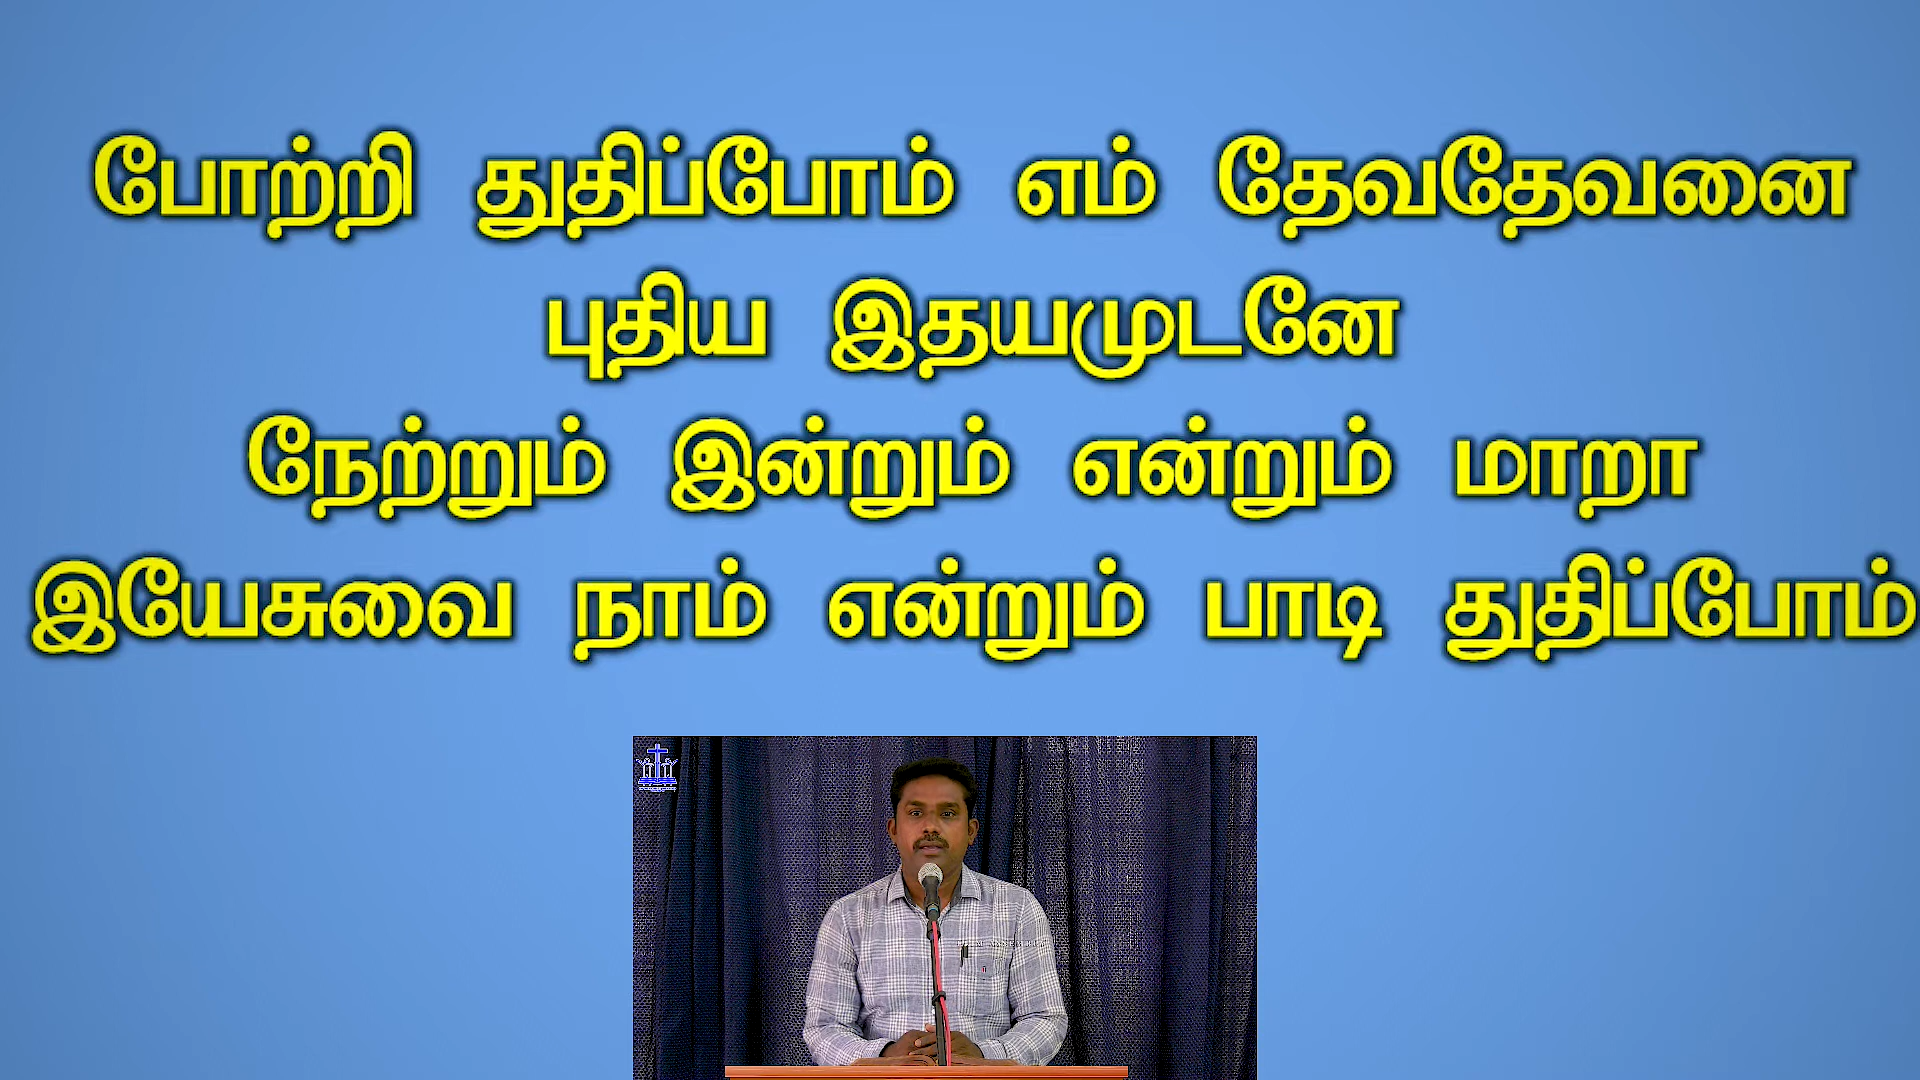 போற்றி துதிப்போம் எம் தேவதேவனை
புதிய இதயமுடனே
நேற்றும் இன்றும் என்றும் மாறா
இயேசுவை நாம் என்றும் பாடி துதிப்போம்